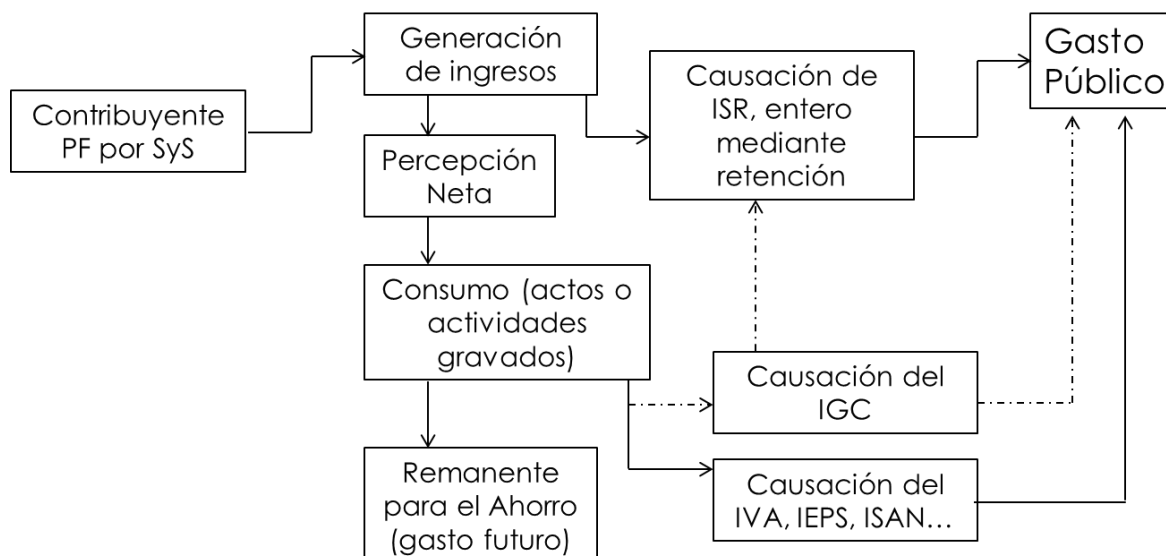 Generación
de ingresos
Gasto
Público
Causación de
ISR, entero
mediante
retención
Contribuyente
PF por SyS
Percepción
Neta
Consumo (actos o
actividades
gravados)
Causación del
IGC
Remanente
para el Ahorro
(gasto futuro)
Causación del
IVA, IEPS, ISAN...